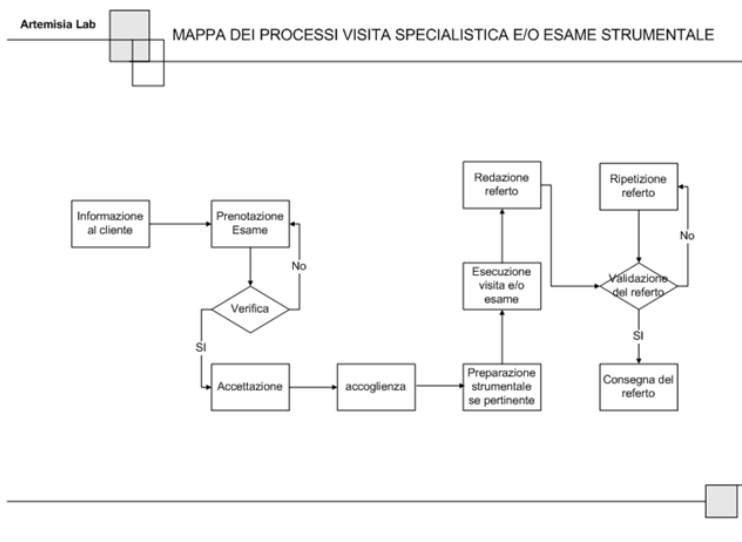 Artemisia Lab
MAPPA DEI PROCESSI VISITA SPECIALISTICA E/O ESAME STRUMENTALE
Informazione
al cliente
Prenotazione
Esame
No
Verifica
SI
Accettazione
accoglienza
Preparazione
strumentale
se pertinente
Esecuzione
visita e/o
esame
Redazione
referto
Ripetizione
referto
No
Validazione
del referto
SI
Consegna del
referto